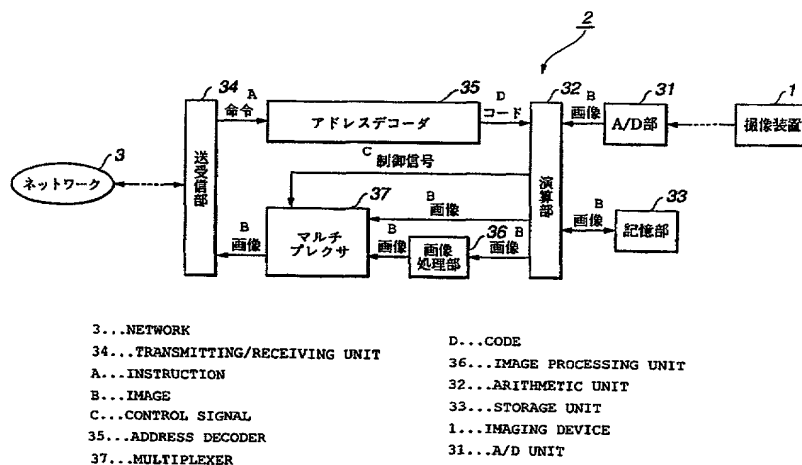 2
34
A
命令
35
アドレスデコーダ
D
コード
32
B
画像
31
A/D部
1
撮像装置
3
ネットワーク
送受信部
C
制御信号
37
マルチ
プレクサ
B
画像
B
画像
B
画像
36
画像
処理部
B
画像
演算部
B
画像
33
記憶部
3...NETWORK
34...TRANSMITTING/RECEIVING UNIT
A...INSTRUCTION
B...IMAGE
C...CONTROL SIGNAL
35...ADDRESS DECODER
37...MULTIPLEXER
D...CODE
36...IMAGE PROCESSING UNIT
32...ARITHMETIC UNIT
33...STORAGE UNIT
1...IMAGING DEVICE
31...A/D UNIT